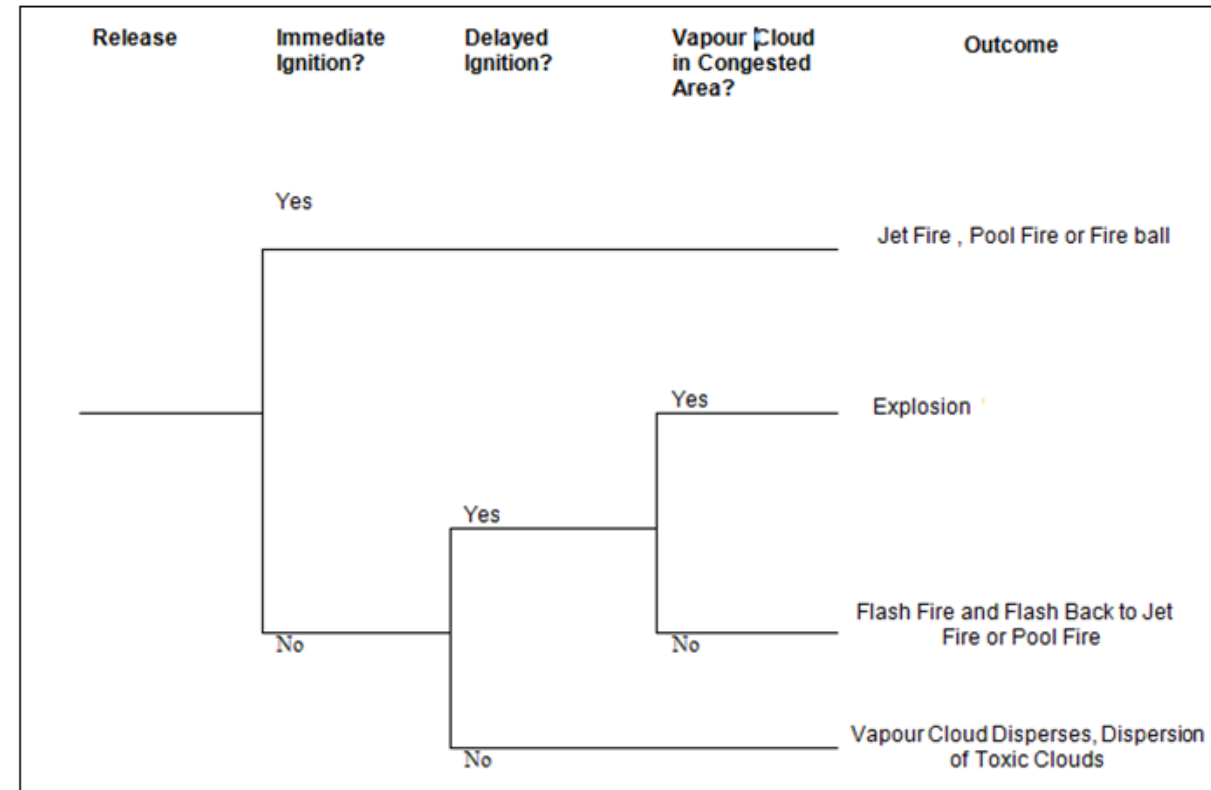 Release
Immediate
Ignition?
Delayed
Ignition?
Vapour Cloud
in Congested
Area?
Outcome
Yes
Jet Fire , Pool Fire or Fire ball
Yes
Explosion
Yes
Flash Fire and Flash Back to Jet
Fire or Pool Fire
No
No
Vapour Cloud Disperses, Dispersion
of Toxic Clouds
No